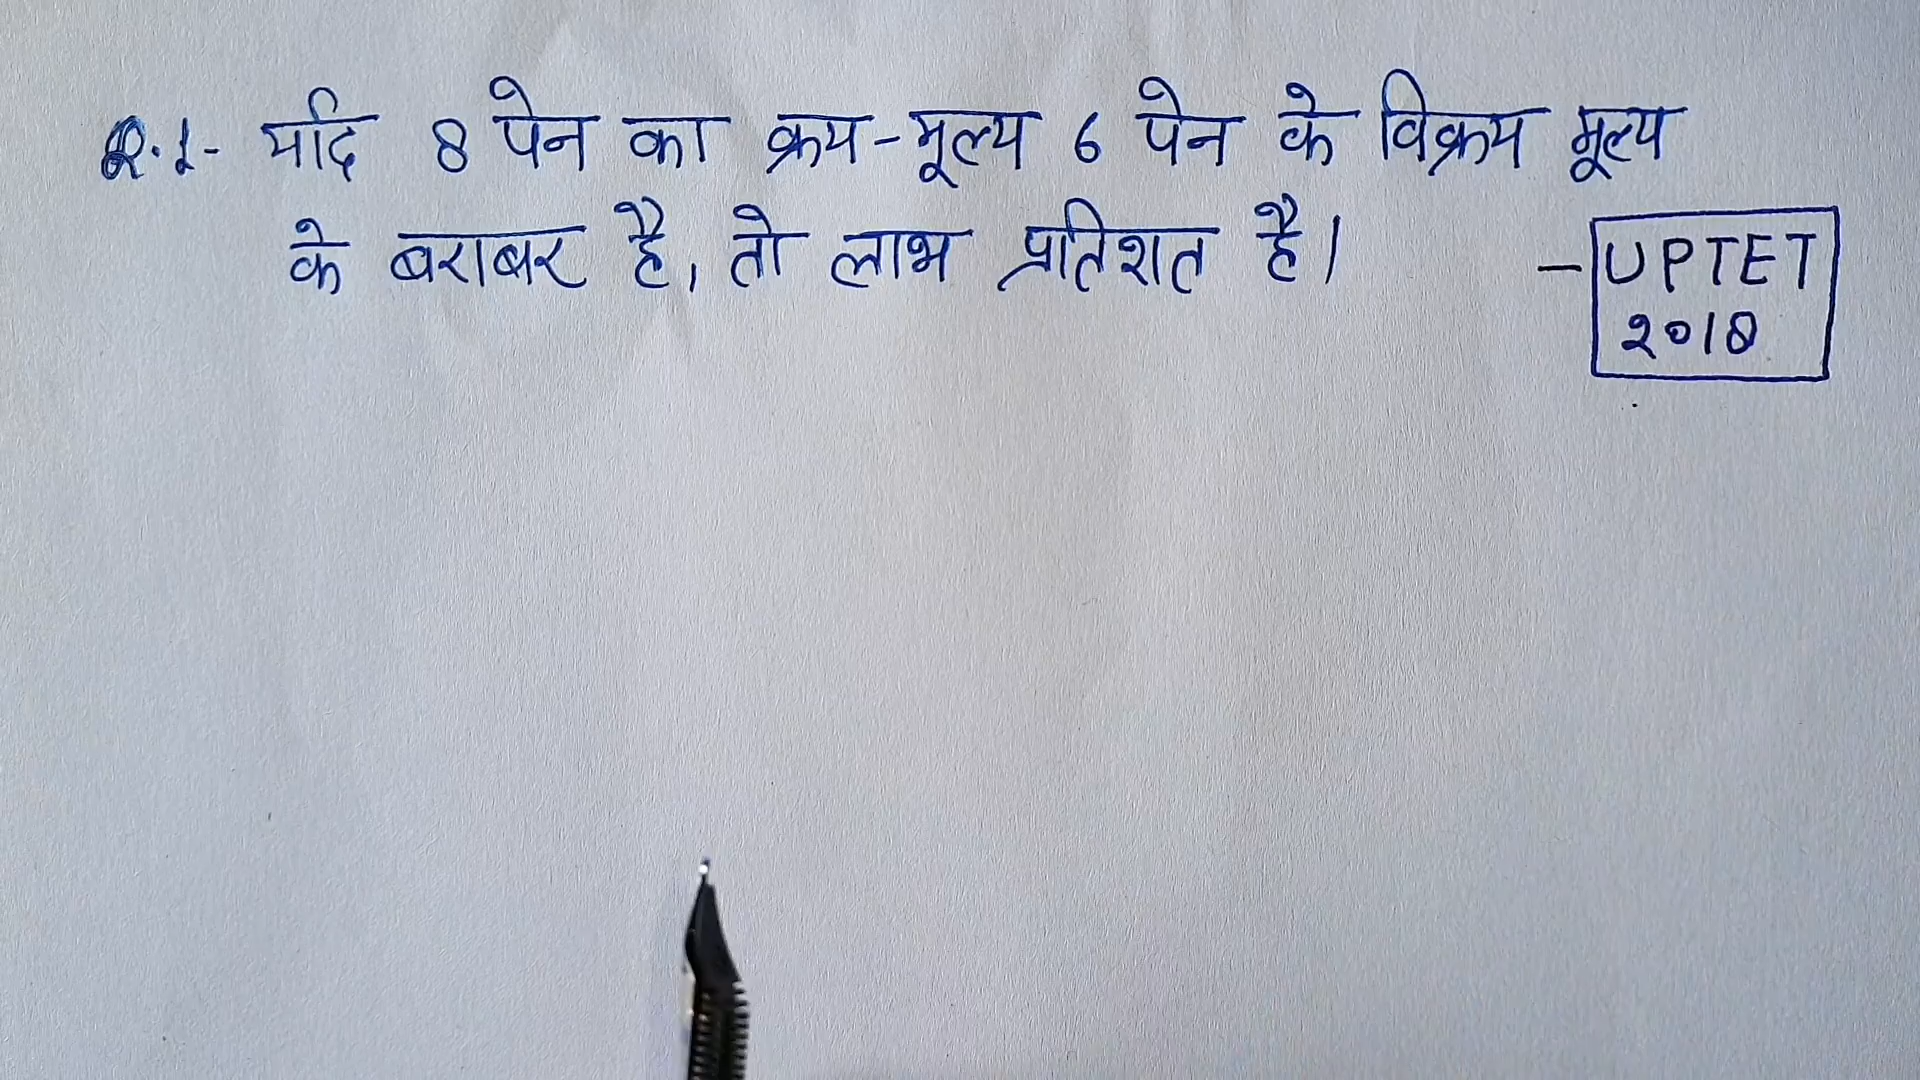 Q.1- यदि 8 पेन का क्रय-मूल्य 6 पेन के विक्रय मूल्य
के बराबर है, तो लाभ प्रतिशत है।
- UPTET
2018